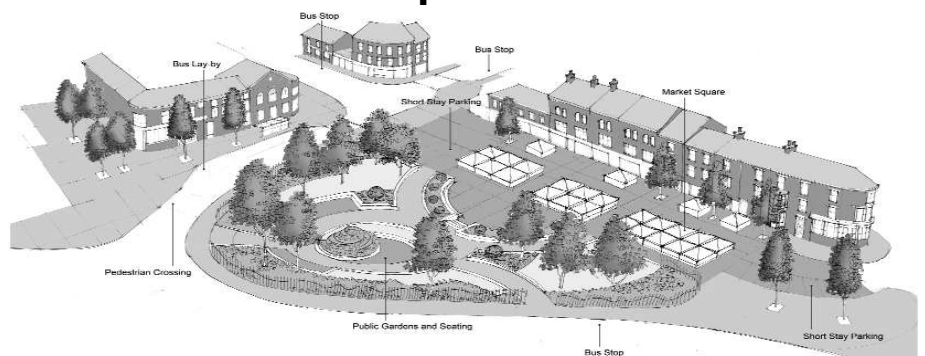 Bus Stop
Bus Stop
Bus Lay-by
Market Square
Short Stay Parking
Pedestrian Crossing
Public Gardens and Seating
Short Stay Parking
Bus Stop